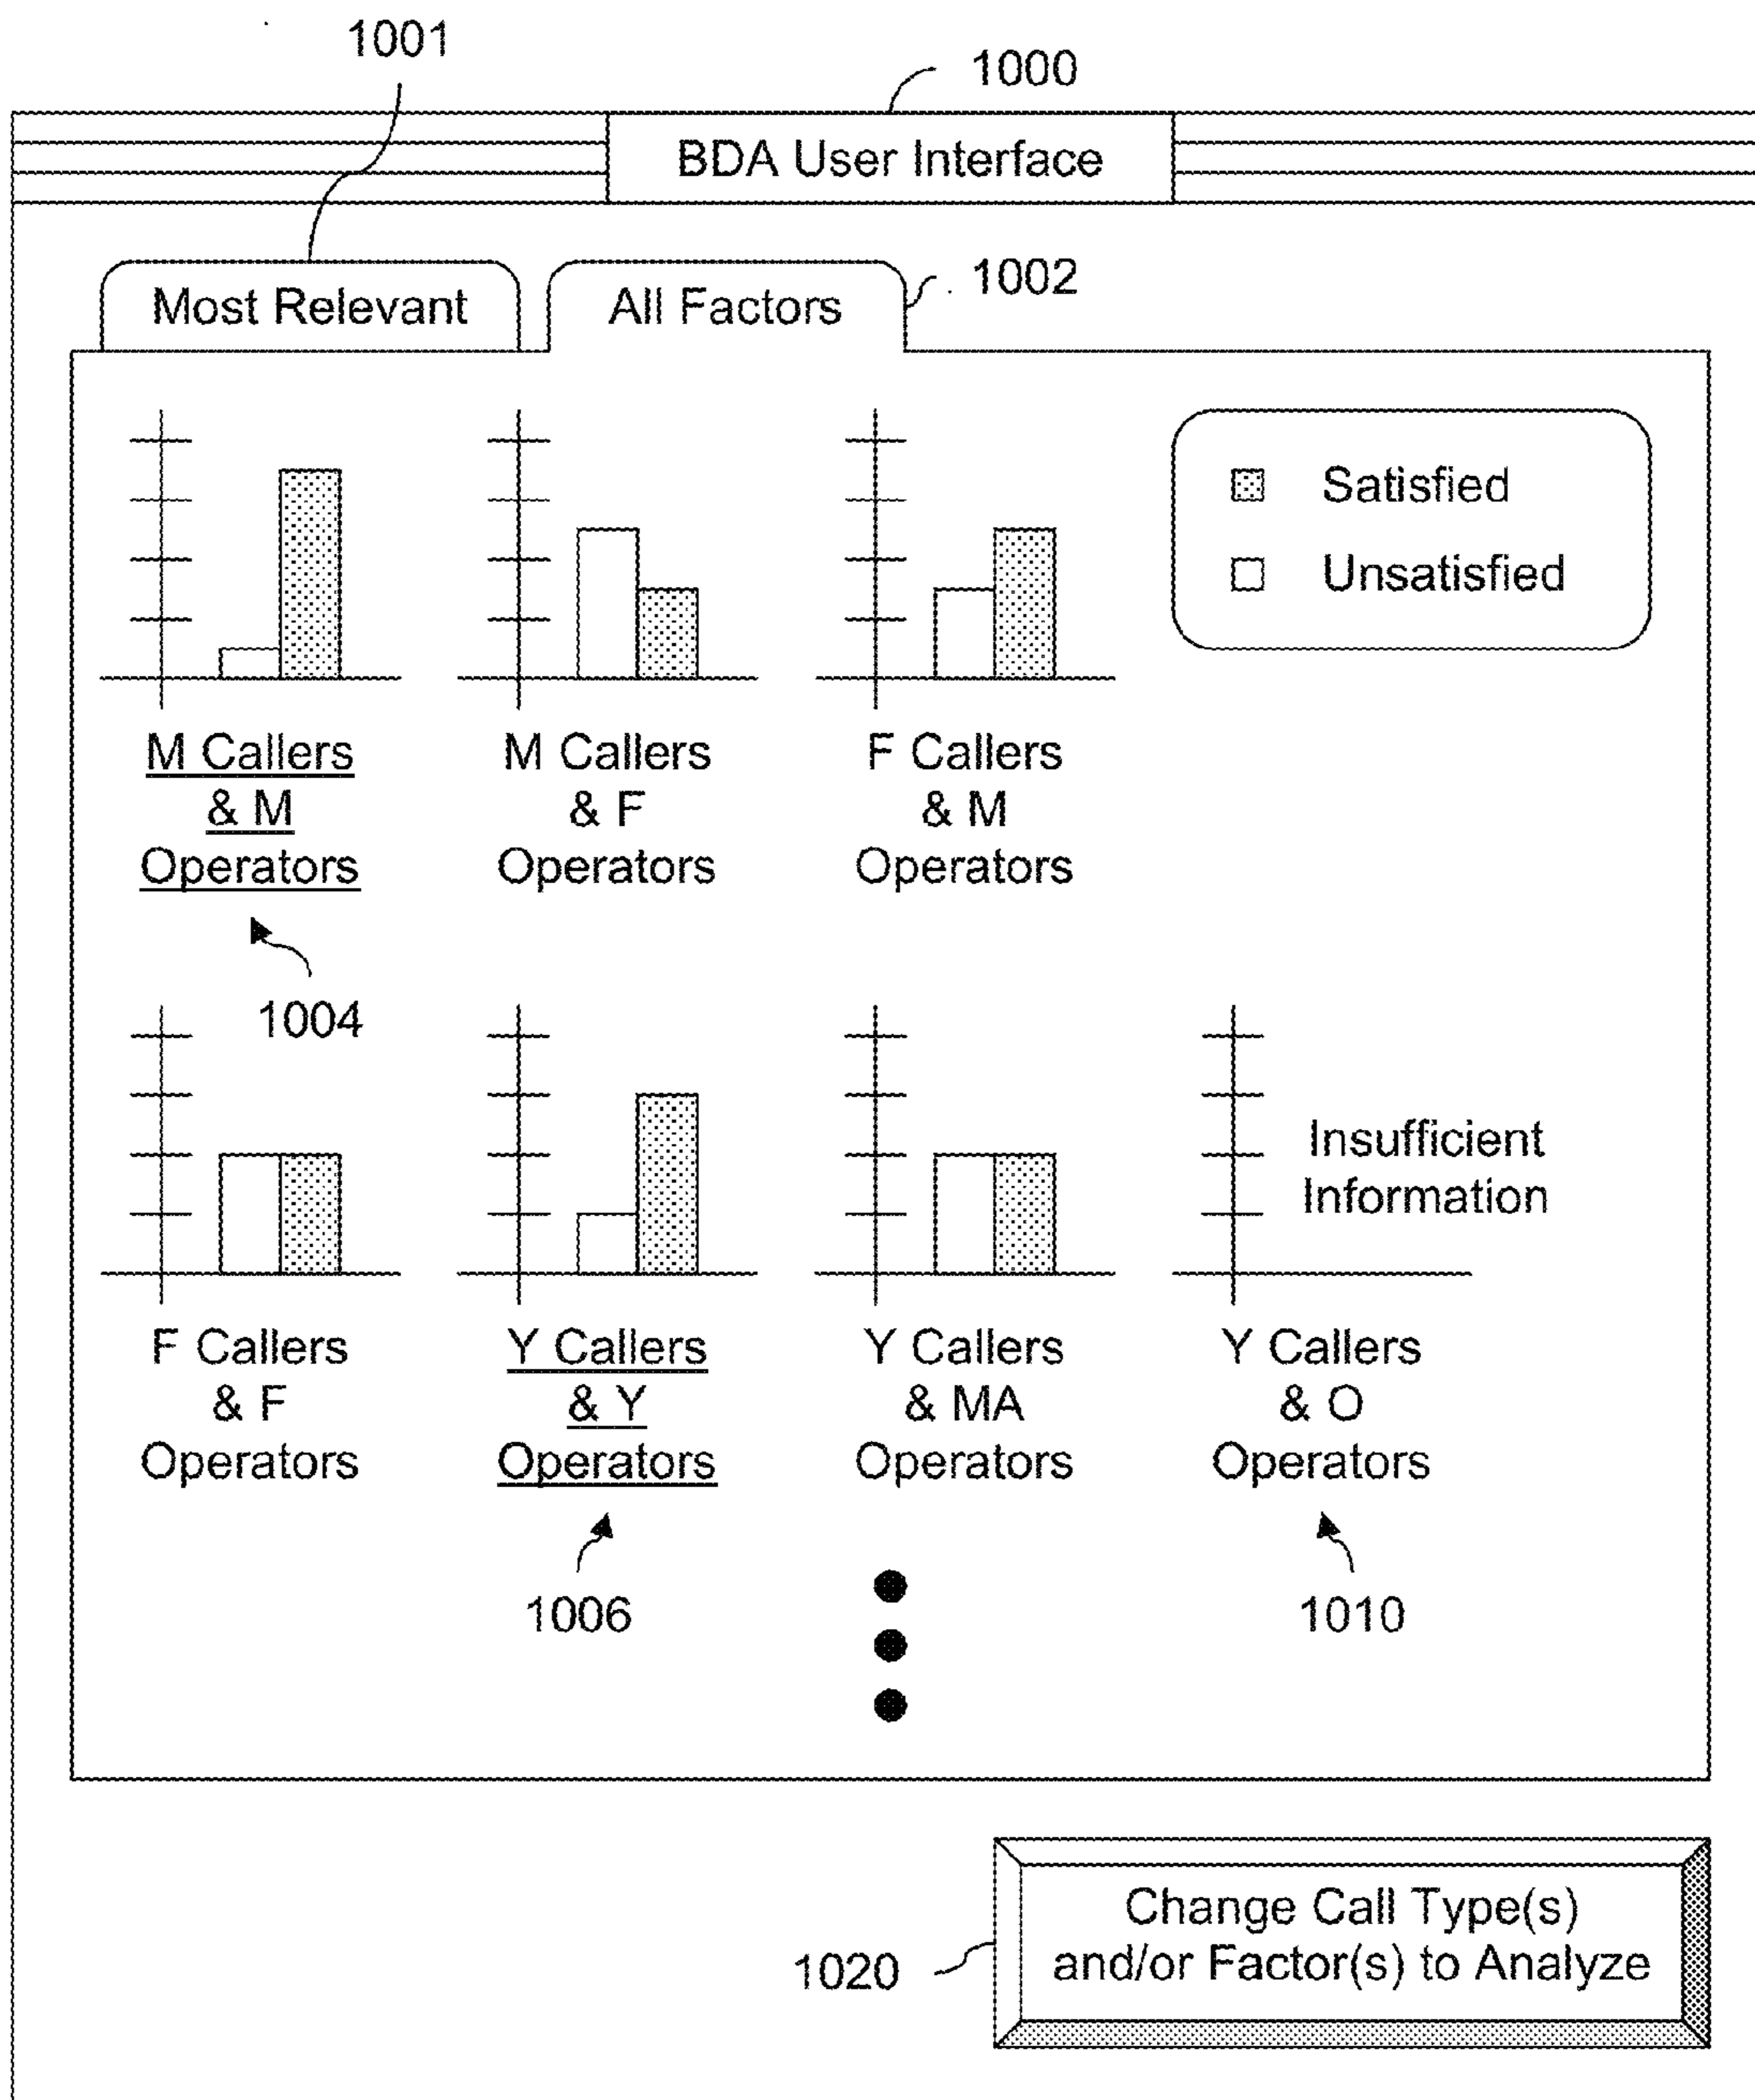 1001
1000
BDA User Interface
Most Relevant
All Factors
1002
Satisfied
Unsatisfied
M Callers
& M
Operators
M Callers
& F
Operators
F Callers
& M
Operators
1004
Insufficient
Information
F Callers
& F
Operators
Y Callers
& Y
Operators
Y Callers
& MA
Operators
Y Callers
& O
Operators
1006
1010
Change Call Type(s)
and/or Factor(s) to Analyze
1020